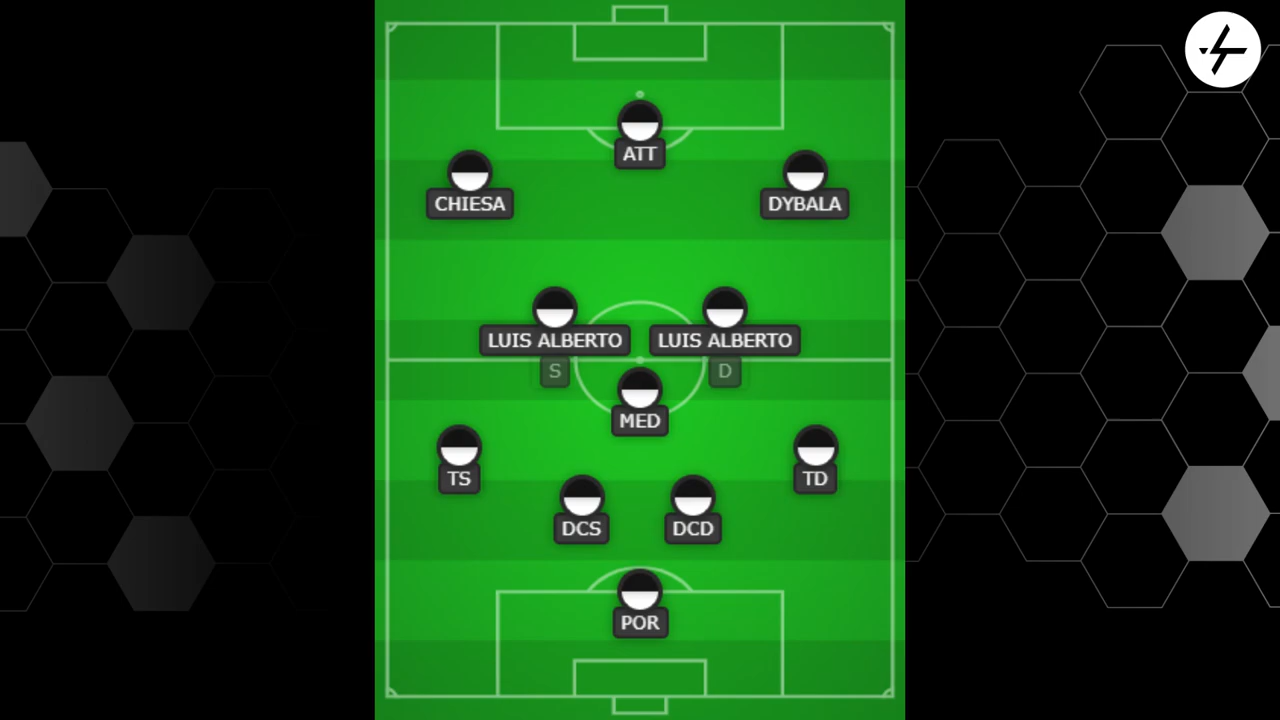 ATT
CHIESA
DYBALA
LUIS ALBERTO
LUIS ALBERTO
S
D
MED
TS
TD
DCS
DCD
POR